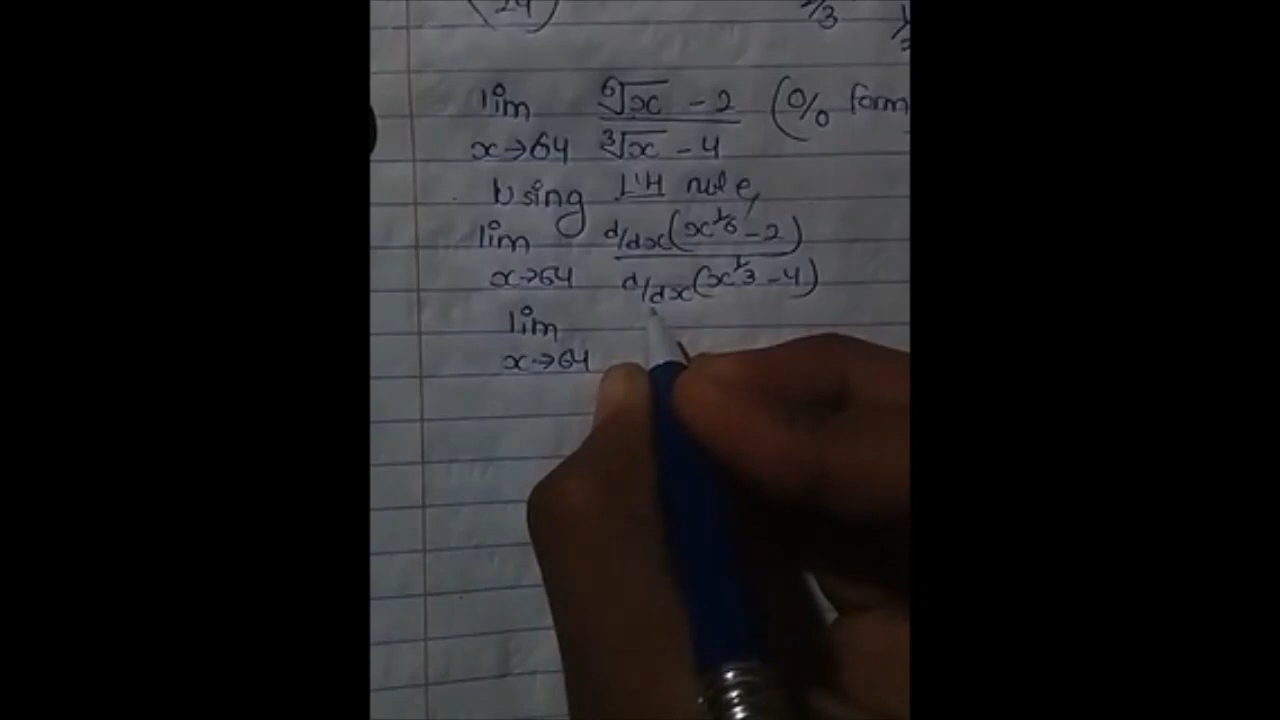 24)
lim ⁶√x - 2 (0/0 form
x→64 ³√x - 4
Using L'H rule,
lim d/dx(x^1/6 - 2)
x→64 d/dx(x^1/3 - 4)
lim
x→64